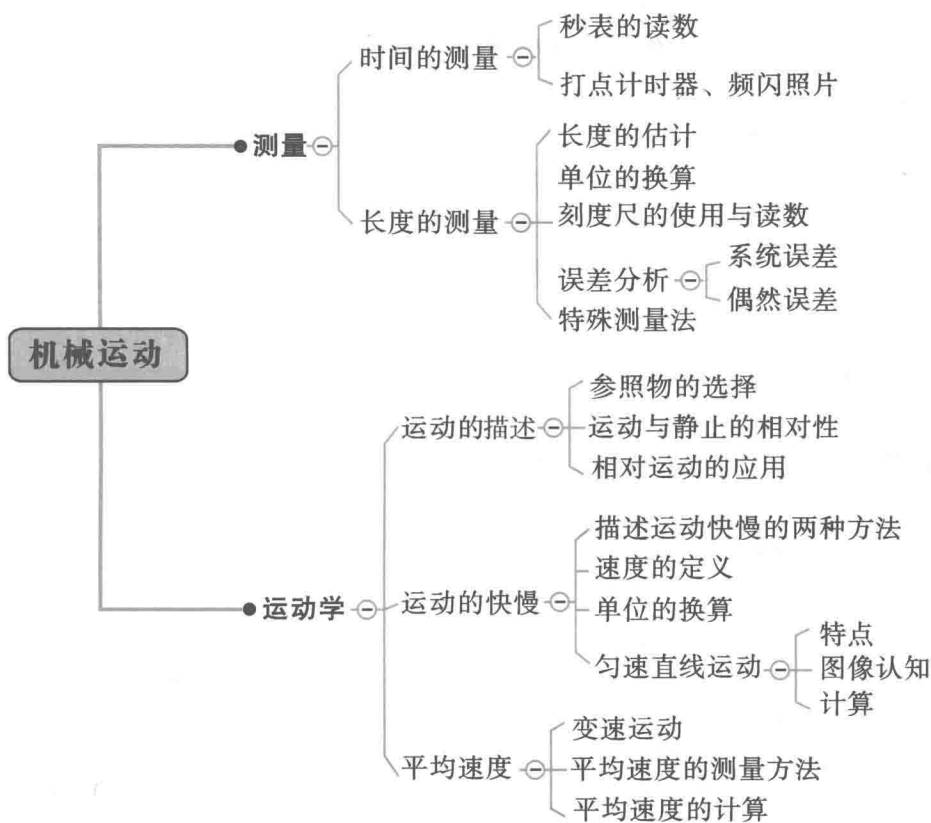 机械运动
测量
时间的测量
秒表的读数
打点计时器、频闪照片
长度的测量
长度的估计
单位的换算
刻度尺的使用与读数
误差分析
系统误差
偶然误差
特殊测量法
运动学
运动的描述
参照物的选择
运动与静止的相对性
相对运动的应用
运动的快慢
描述运动快慢的两种方法
速度的定义
单位的换算
匀速直线运动
特点
图像认知
计算
平均速度
变速运动
平均速度的测量方法
平均速度的计算